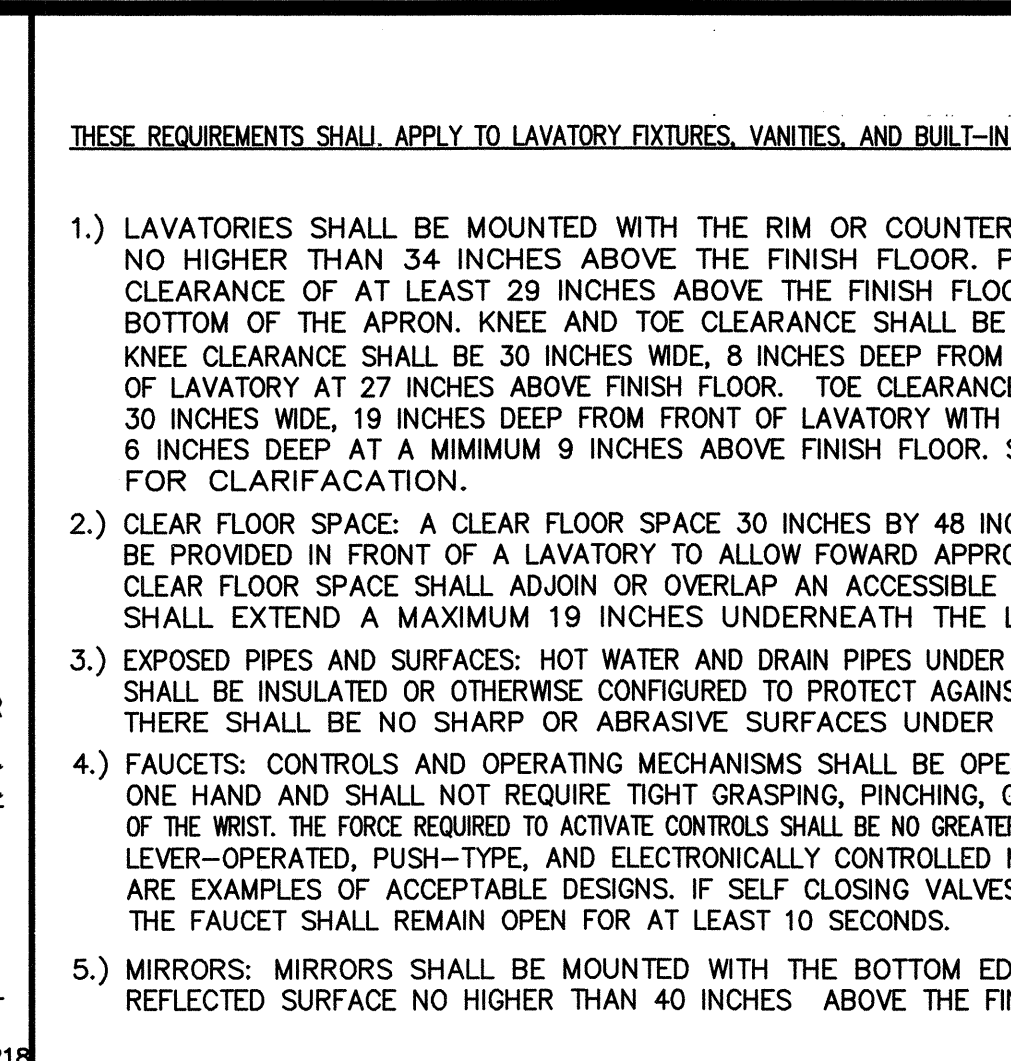 THESE REQUIREMENTS SHALL APPLY TO LAVATORY FIXTURES, VANITIES, AND BUILT-IN
1.) LAVATORIES SHALL BE MOUNTED WITH THE RIM OR COUNTER
NO HIGHER THAN 34 INCHES ABOVE THE FINISH FLOOR. P
CLEARANCE OF AT LEAST 29 INCHES ABOVE THE FINISH FLOO
BOTTOM OF THE APRON. KNEE AND TOE CLEARANCE SHALL BE
KNEE CLEARANCE SHALL BE 30 INCHES WIDE, 8 INCHES DEEP FROM
OF LAVATORY AT 27 INCHES ABOVE FINISH FLOOR. TOE CLEARANCE
30 INCHES WIDE, 19 INCHES DEEP FROM FRONT OF LAVATORY WITH
6 INCHES DEEP AT A MIMIMUM 9 INCHES ABOVE FINISH FLOOR. S
FOR CLARIFACATION.
2.) CLEAR FLOOR SPACE: A CLEAR FLOOR SPACE 30 INCHES BY 48 INC
BE PROVIDED IN FRONT OF A LAVATORY TO ALLOW FOWARD APPRO
CLEAR FLOOR SPACE SHALL ADJOIN OR OVERLAP AN ACCESSIBLE
SHALL EXTEND A MAXIMUM 19 INCHES UNDERNEATH THE L
3.) EXPOSED PIPES AND SURFACES: HOT WATER AND DRAIN PIPES UNDER
SHALL BE INSULATED OR OTHERWISE CONFIGURED TO PROTECT AGAINS
THERE SHALL BE NO SHARP OR ABRASIVE SURFACES UNDER
4.) FAUCETS: CONTROLS AND OPERATING MECHANISMS SHALL BE OPE
ONE HAND AND SHALL NOT REQUIRE TIGHT GRASPING, PINCHING,
OF THE WRIST. THE FORCE REQUIRED TO ACTIVATE CONTROLS SHALL BE NO GREATER
LEVER-OPERATED, PUSH-TYPE, AND ELECTRONICALLY CONTROLLED
ARE EXAMPLES OF ACCEPTABLE DESIGNS. IF SELF CLOSING VALVES
THE FAUCET SHALL REMAIN OPEN FOR AT LEAST 10 SECONDS.
5.) MIRRORS: MIRRORS SHALL BE MOUNTED WITH THE BOTTOM ED
REFLECTED SURFACE NO HIGHER THAN 40 INCHES ABOVE THE FIN
218